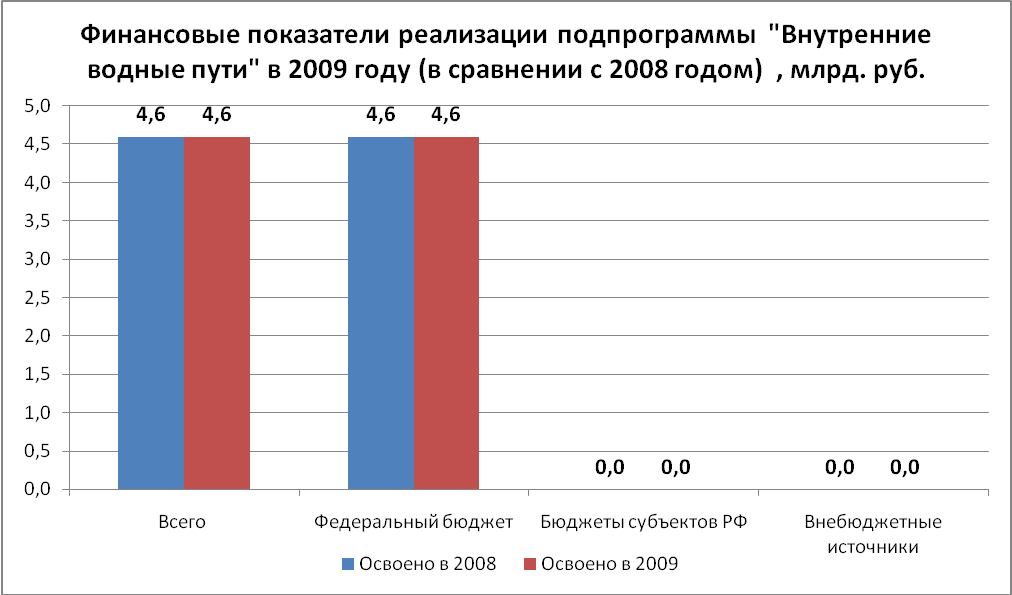 Финансовые показатели реализации подпрограммы "Внутренние
водные пути" в 2009 году (в сравнении с 2008 годом) , млрд. руб.
5,0
4,5
4,0
3,5
3,0
2,5
2,0
1,5
1,0
0,5
0,0
4,6 4,6 4,6 4,6
0,0 0,0 0,0 0,0
Всего Федеральный бюджет Бюджеты субъектов РФ Внебюджетные
источники
Освоено в 2008 Освоено в 2009